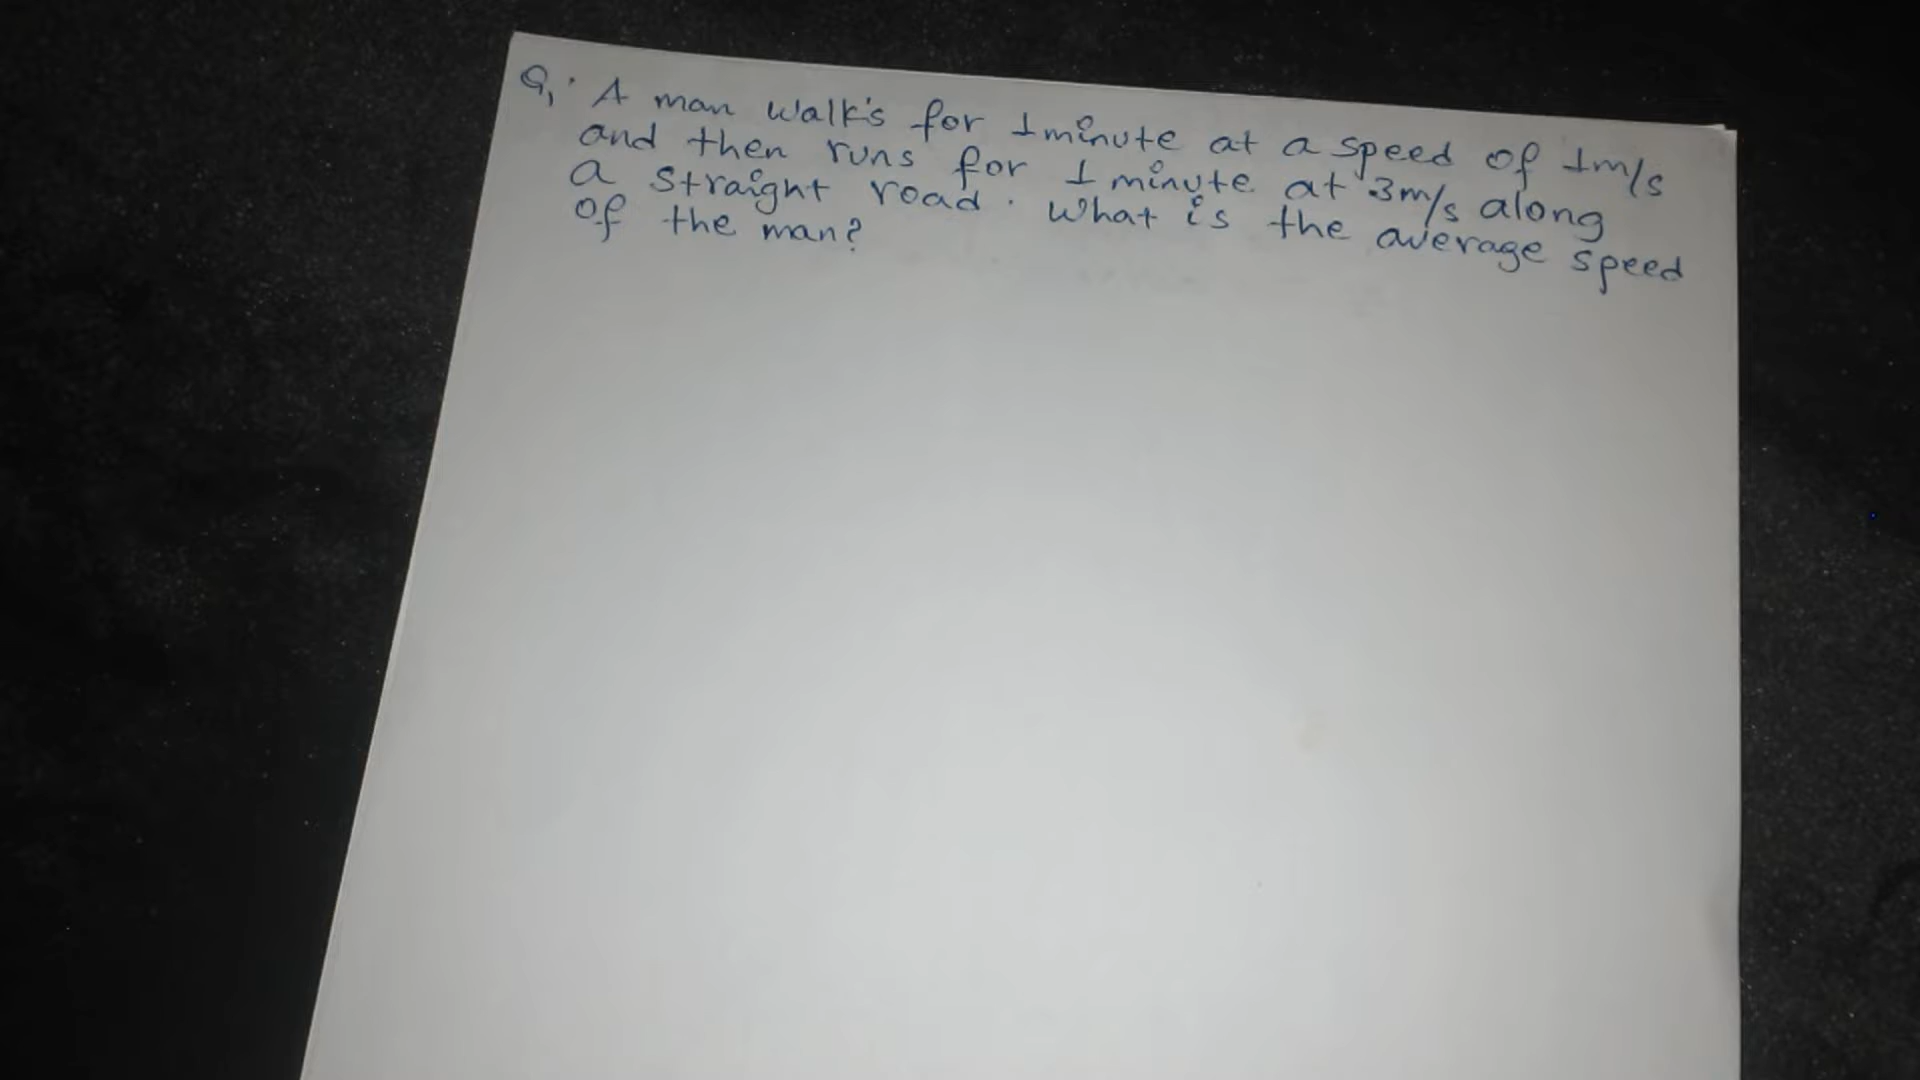 Q1. A man walk's for 1 minute at a speed of 1m/s
and then runs for 1 minute at 3m/s along
a straight road. What is the average speed
of the man?